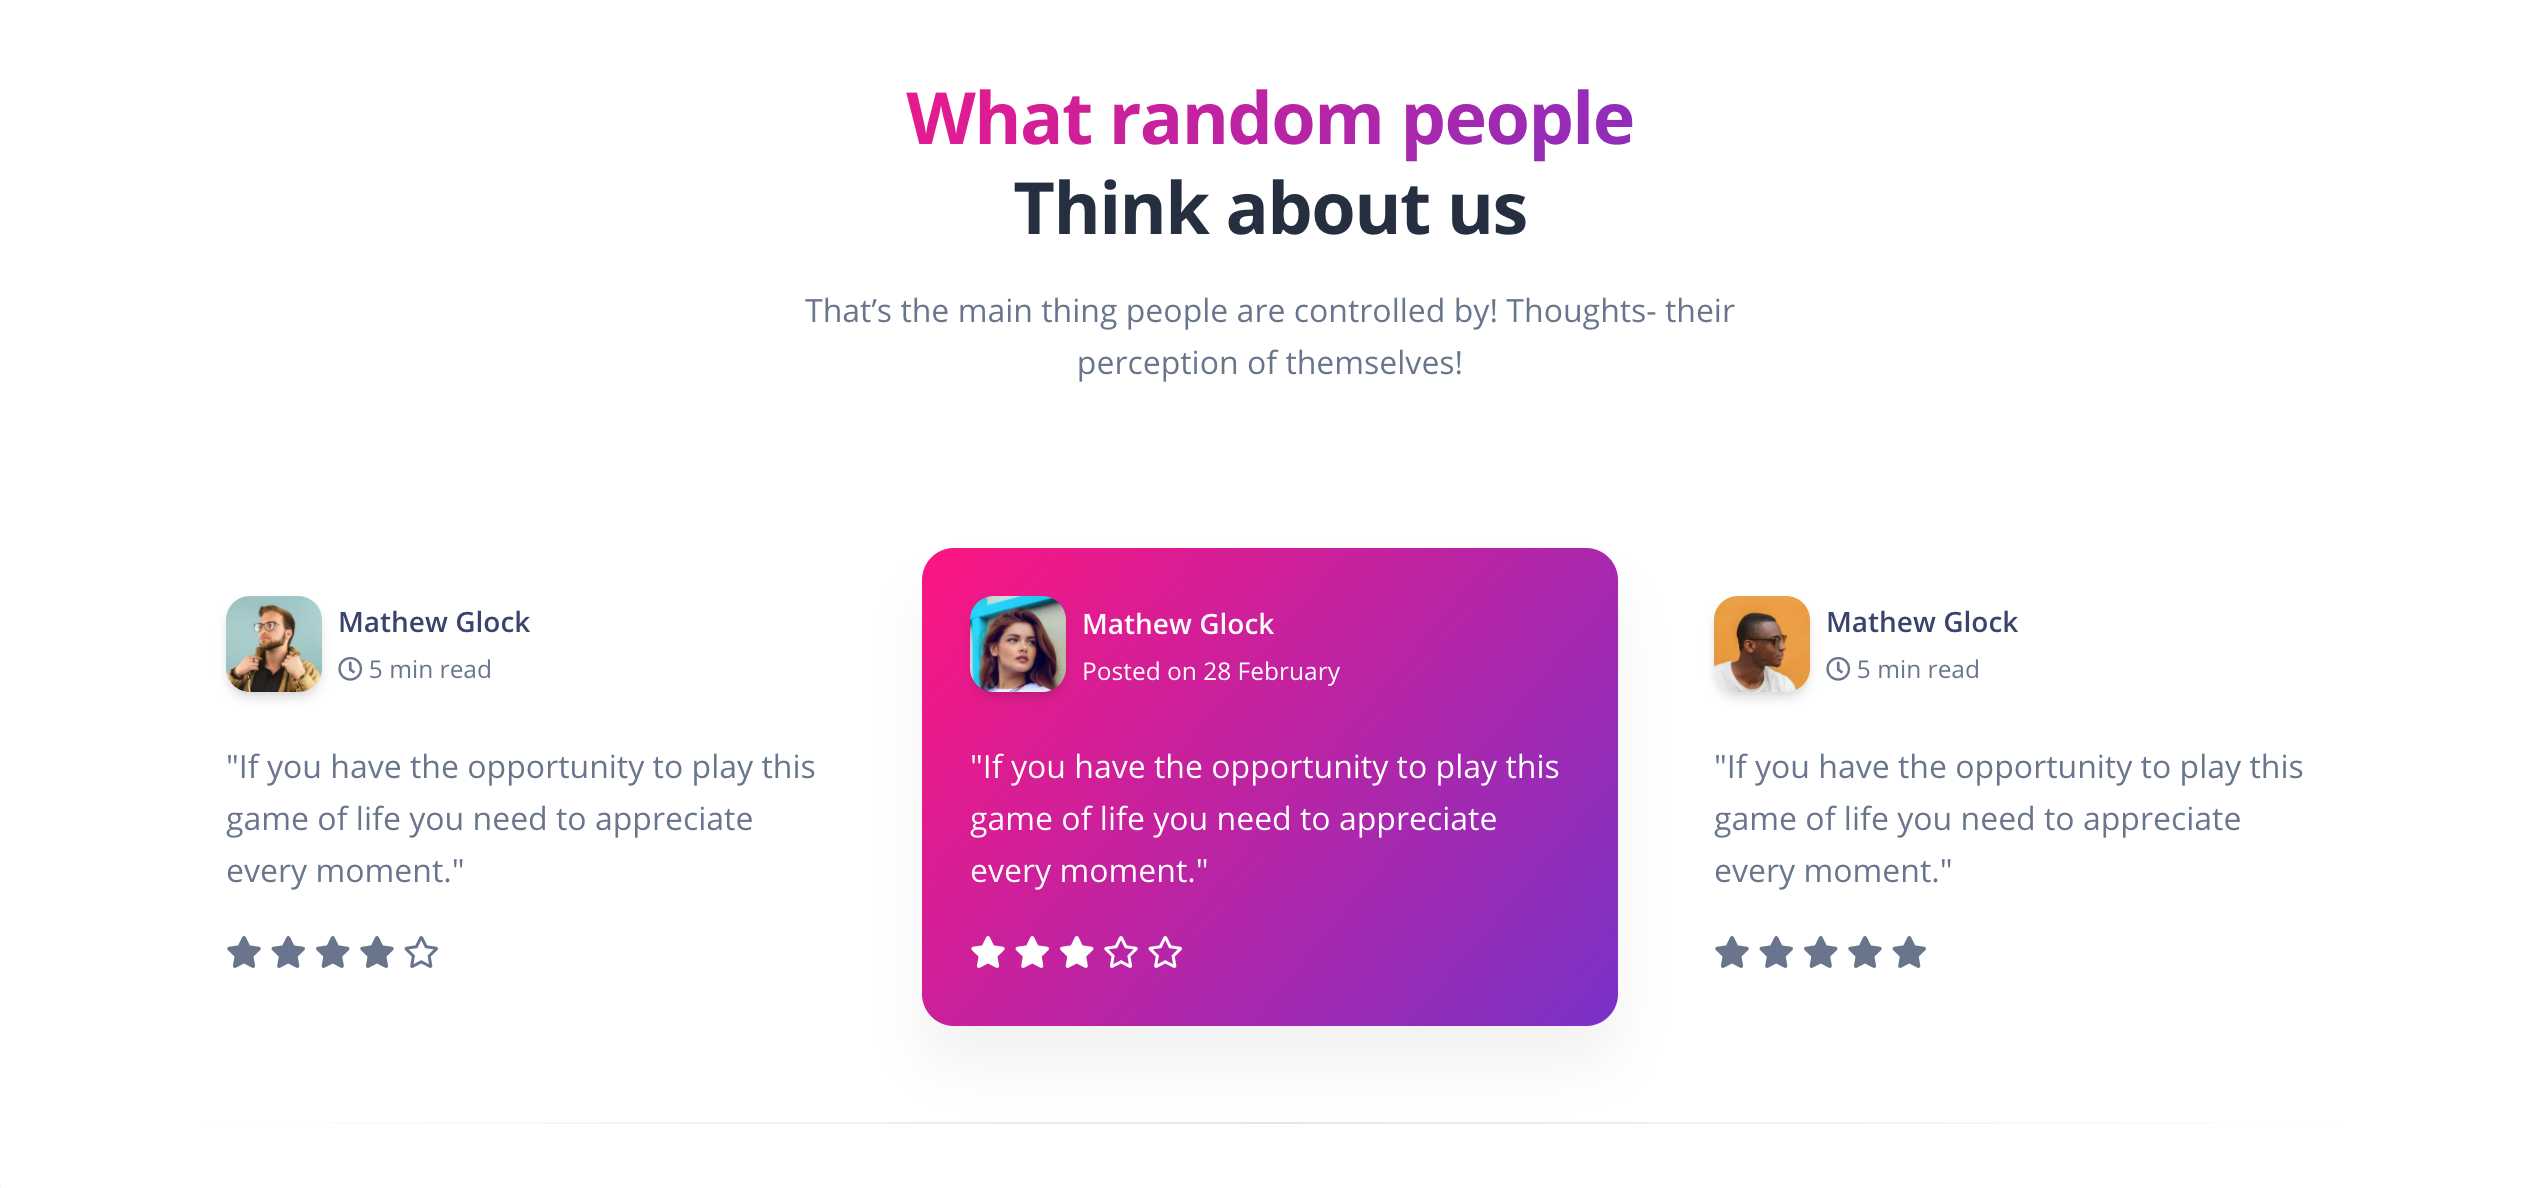 What random people
Think about us
That’s the main thing people are controlled by! Thoughts- their
perception of themselves!
Mathew Glock
5 min read
"If you have the opportunity to play this
game of life you need to appreciate
every moment."
Mathew Glock
Posted on 28 February
"If you have the opportunity to play this
game of life you need to appreciate
every moment."
Mathew Glock
5 min read
"If you have the opportunity to play this
game of life you need to appreciate
every moment."